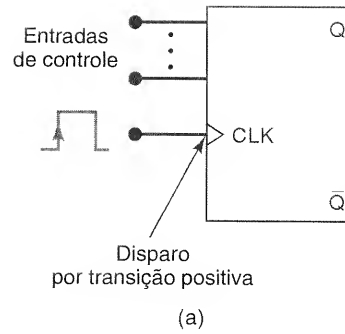 Entradas
de controle
Q
CLK
Q̅
Disparo
por transição positiva
(a)